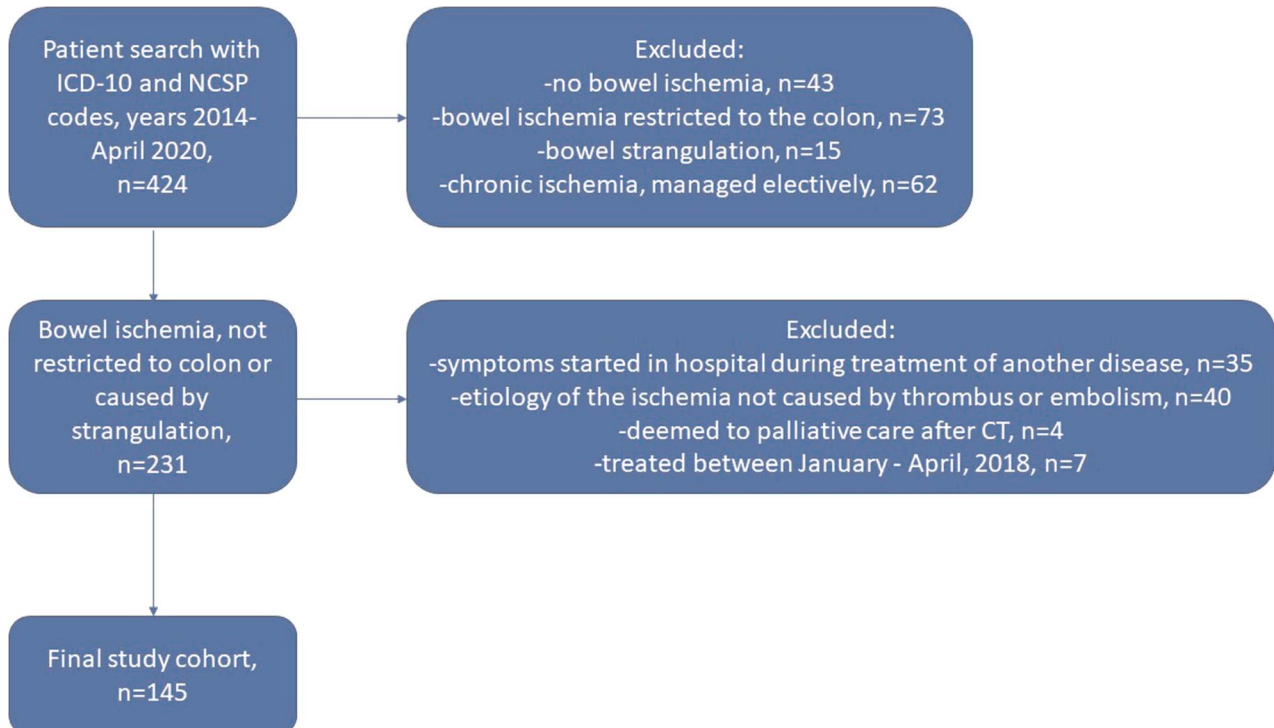 Patient search with
ICD-10 and NCSP
codes, years 2014-
April 2020,
n=424
Excluded:
-no bowel ischemia, n=43
-bowel ischemia restricted to the colon, n=73
-bowel strangulation, n=15
-chronic ischemia, managed electively, n=62
Bowel ischemia, not
restricted to colon or
caused by
strangulation,
n=231
Excluded:
-symptoms started in hospital during treatment of another disease, n=35
-etiology of the ischemia not caused by thrombus or embolism, n=40
-deemed to palliative care after CT, n=4
-treated between January - April, 2018, n=7
Final study cohort,
n=145